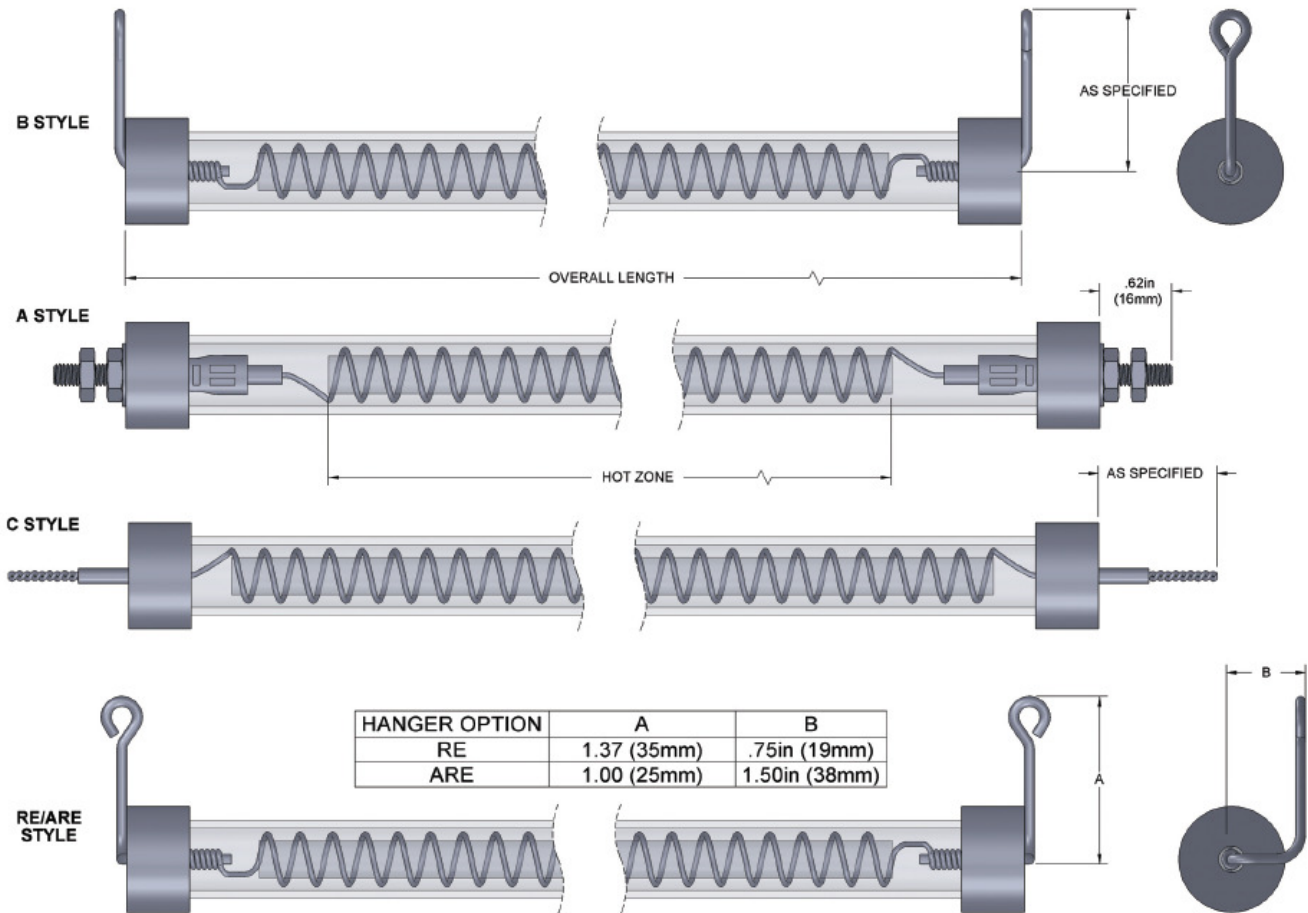 AS SPECIFIED
B STYLE
OVERALL LENGTH
.62in
(16mm)
A STYLE
HOT ZONE
AS SPECIFIED
C STYLE
B
HANGER OPTION A B
RE 1.37 (35mm) .75in (19mm)
ARE 1.00 (25mm) 1.50in (38mm)
A
RE/ARE
STYLE